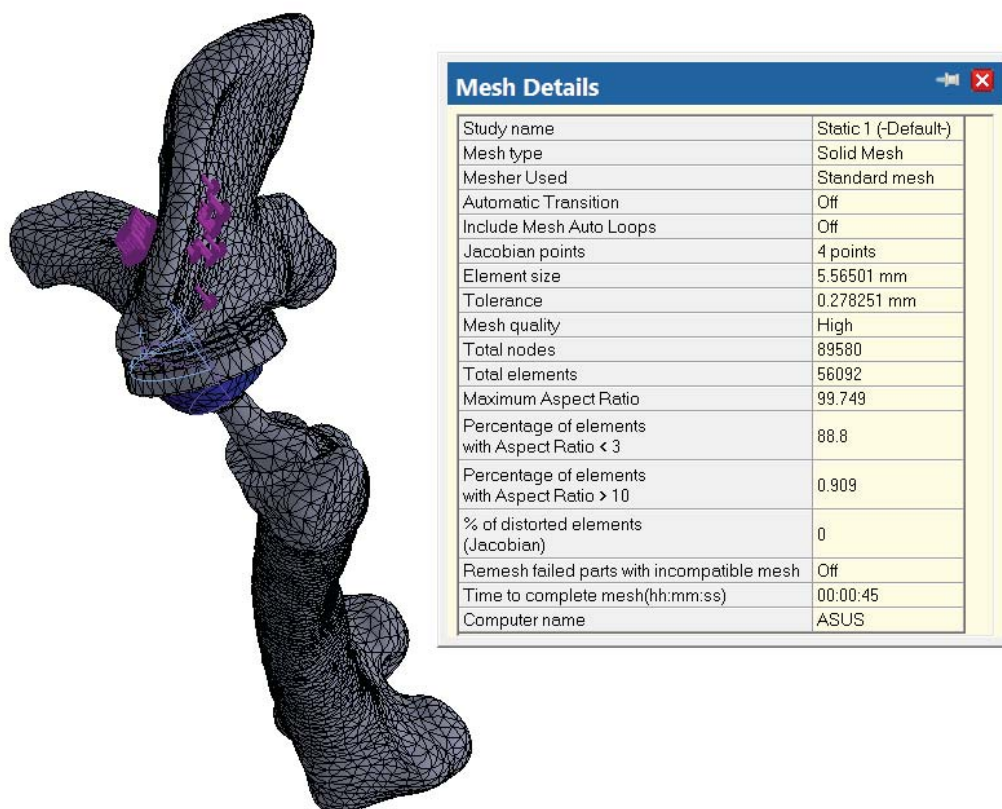 Mesh Details
Study name Static 1 (-Default-)
Mesh type Solid Mesh
Mesher Used Standard mesh
Automatic Transition Off
Include Mesh Auto Loops Off
Jacobian points 4 points
Element size 5.56501 mm
Tolerance 0.278251 mm
Mesh quality High
Total nodes 89580
Total elements 56092
Maximum Aspect Ratio 99.749
Percentage of elements
with Aspect Ratio < 3 88.8
Percentage of elements
with Aspect Ratio > 10 0.909
% of distorted elements
(Jacobian) 0
Remesh failed parts with incompatible mesh Off
Time to complete mesh(hh:mm:ss) 00:00:45
Computer name ASUS